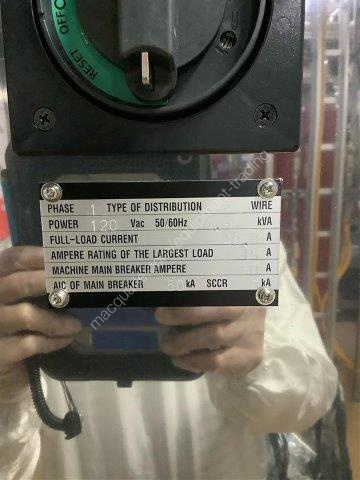 OFF
RESET
PHASE 1 TYPE OF DISTRIBUTION WIRE
POWER 120 Vac 50/60Hz kVA
FULL-LOAD CURRENT A
AMPERE RATING OF THE LARGEST LOAD A
MACHINE MAIN BREAKER AMPERE A
AIC OF MAIN BREAKER kA SCCR kA